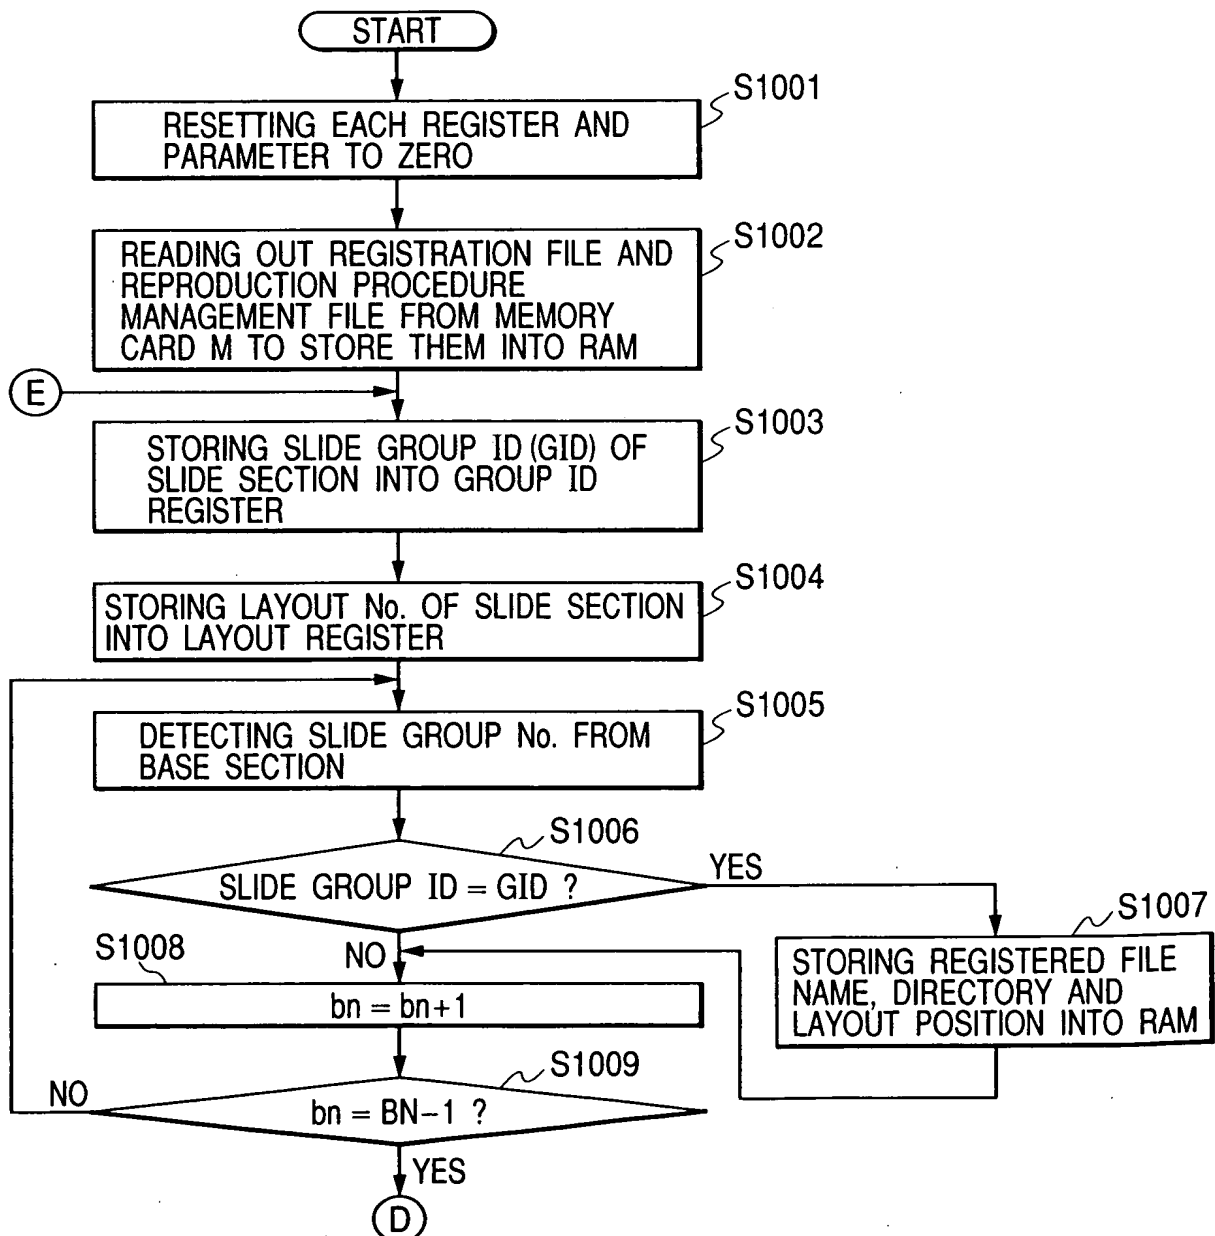 START
S1001
RESETTING EACH REGISTER AND
PARAMETER TO ZERO
S1002
READING OUT REGISTRATION FILE AND
REPRODUCTION PROCEDURE
MANAGEMENT FILE FROM MEMORY
CARD M TO STORE THEM INTO RAM
E
S1003
STORING SLIDE GROUP ID (GID) OF
SLIDE SECTION INTO GROUP ID
REGISTER
S1004
STORING LAYOUT No. OF SLIDE SECTION
INTO LAYOUT REGISTER
S1005
DETECTING SLIDE GROUP No. FROM
BASE SECTION
S1006
SLIDE GROUP ID = GID ?
YES
S1007
STORING REGISTERED FILE
NAME, DIRECTORY AND
LAYOUT POSITION INTO RAM
NO
S1008
bn = bn+1
S1009
NO
bn = BN-1 ?
YES
D